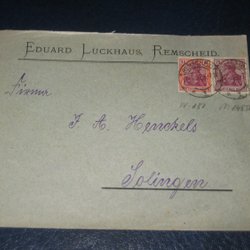 EDUARD LUCKHAUS, REMSCHEID.
Firma
J. A. Henckels
Solingen